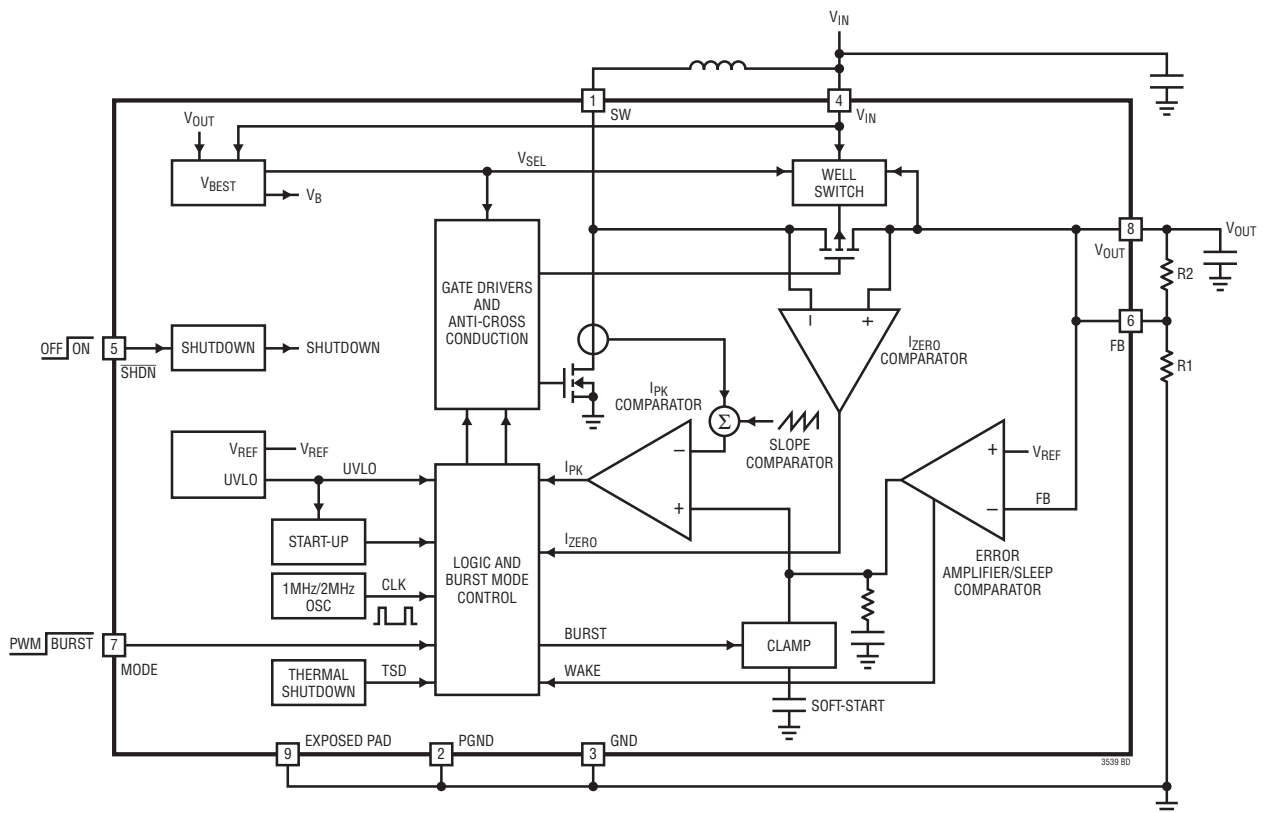 VIN
1
SW
4
VIN
VOUT
VBEST
VB
VSEL
WELL
SWITCH
8
VOUT
VOUT
R2
GATE DRIVERS
AND
ANTI-CROSS
CONDUCTION
–
+
IZERO
COMPARATOR
6
FB
R1
OFF ON
5
SHDN
SHUTDOWN
SHUTDOWN
IPK
COMPARATOR
Σ
SLOPE
COMPARATOR
VREF
VREF
UVLO
UVLO
IPK
–
+
+
VREF
–
FB
ERROR
AMPLIFIER/SLEEP
COMPARATOR
START-UP
LOGIC AND
BURST MODE
CONTROL
IZERO
1MHz/2MHz
OSC
CLK
PWM BURST
7
MODE
BURST
CLAMP
THERMAL
SHUTDOWN
TSD
WAKE
SOFT-START
9
EXPOSED PAD
2
PGND
3
GND
3539 BD